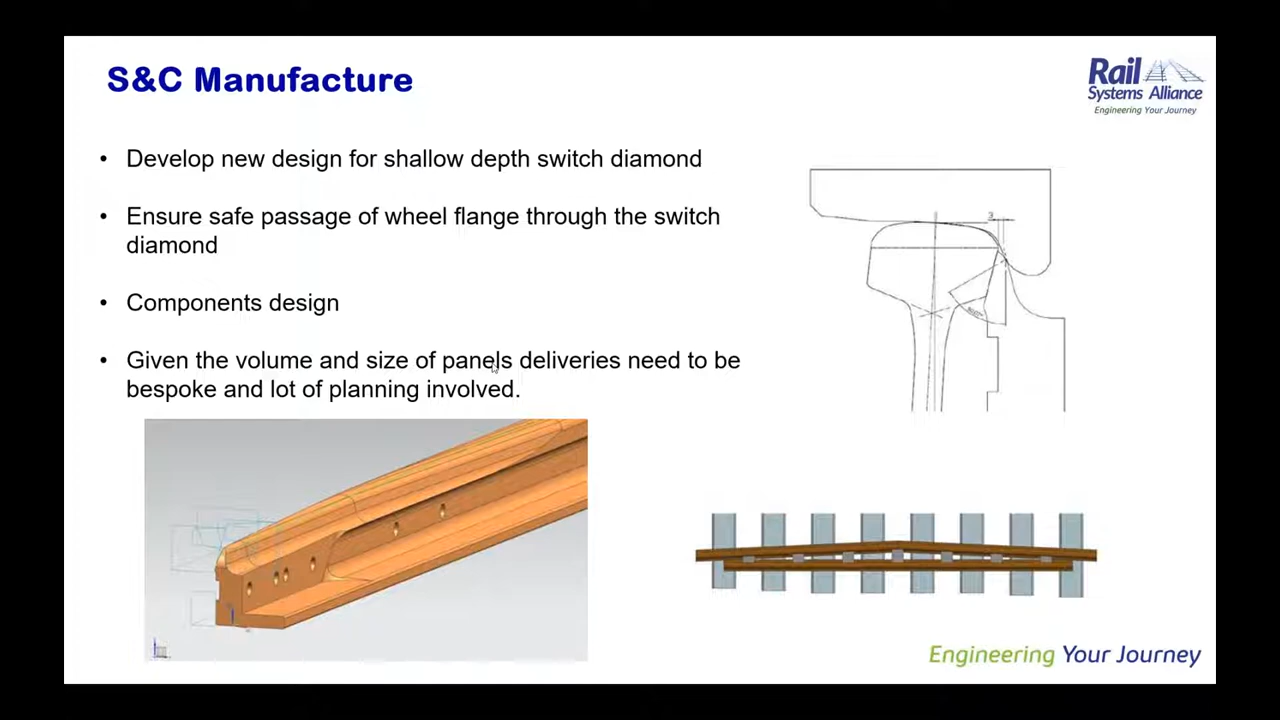 S&C Manufacture
Rail
Systems Alliance
Engineering Your Journey
• Develop new design for shallow depth switch diamond
• Ensure safe passage of wheel flange through the switch
diamond
• Components design
• Given the volume and size of panels deliveries need to be
bespoke and lot of planning involved.
3
Engineering Your Journey